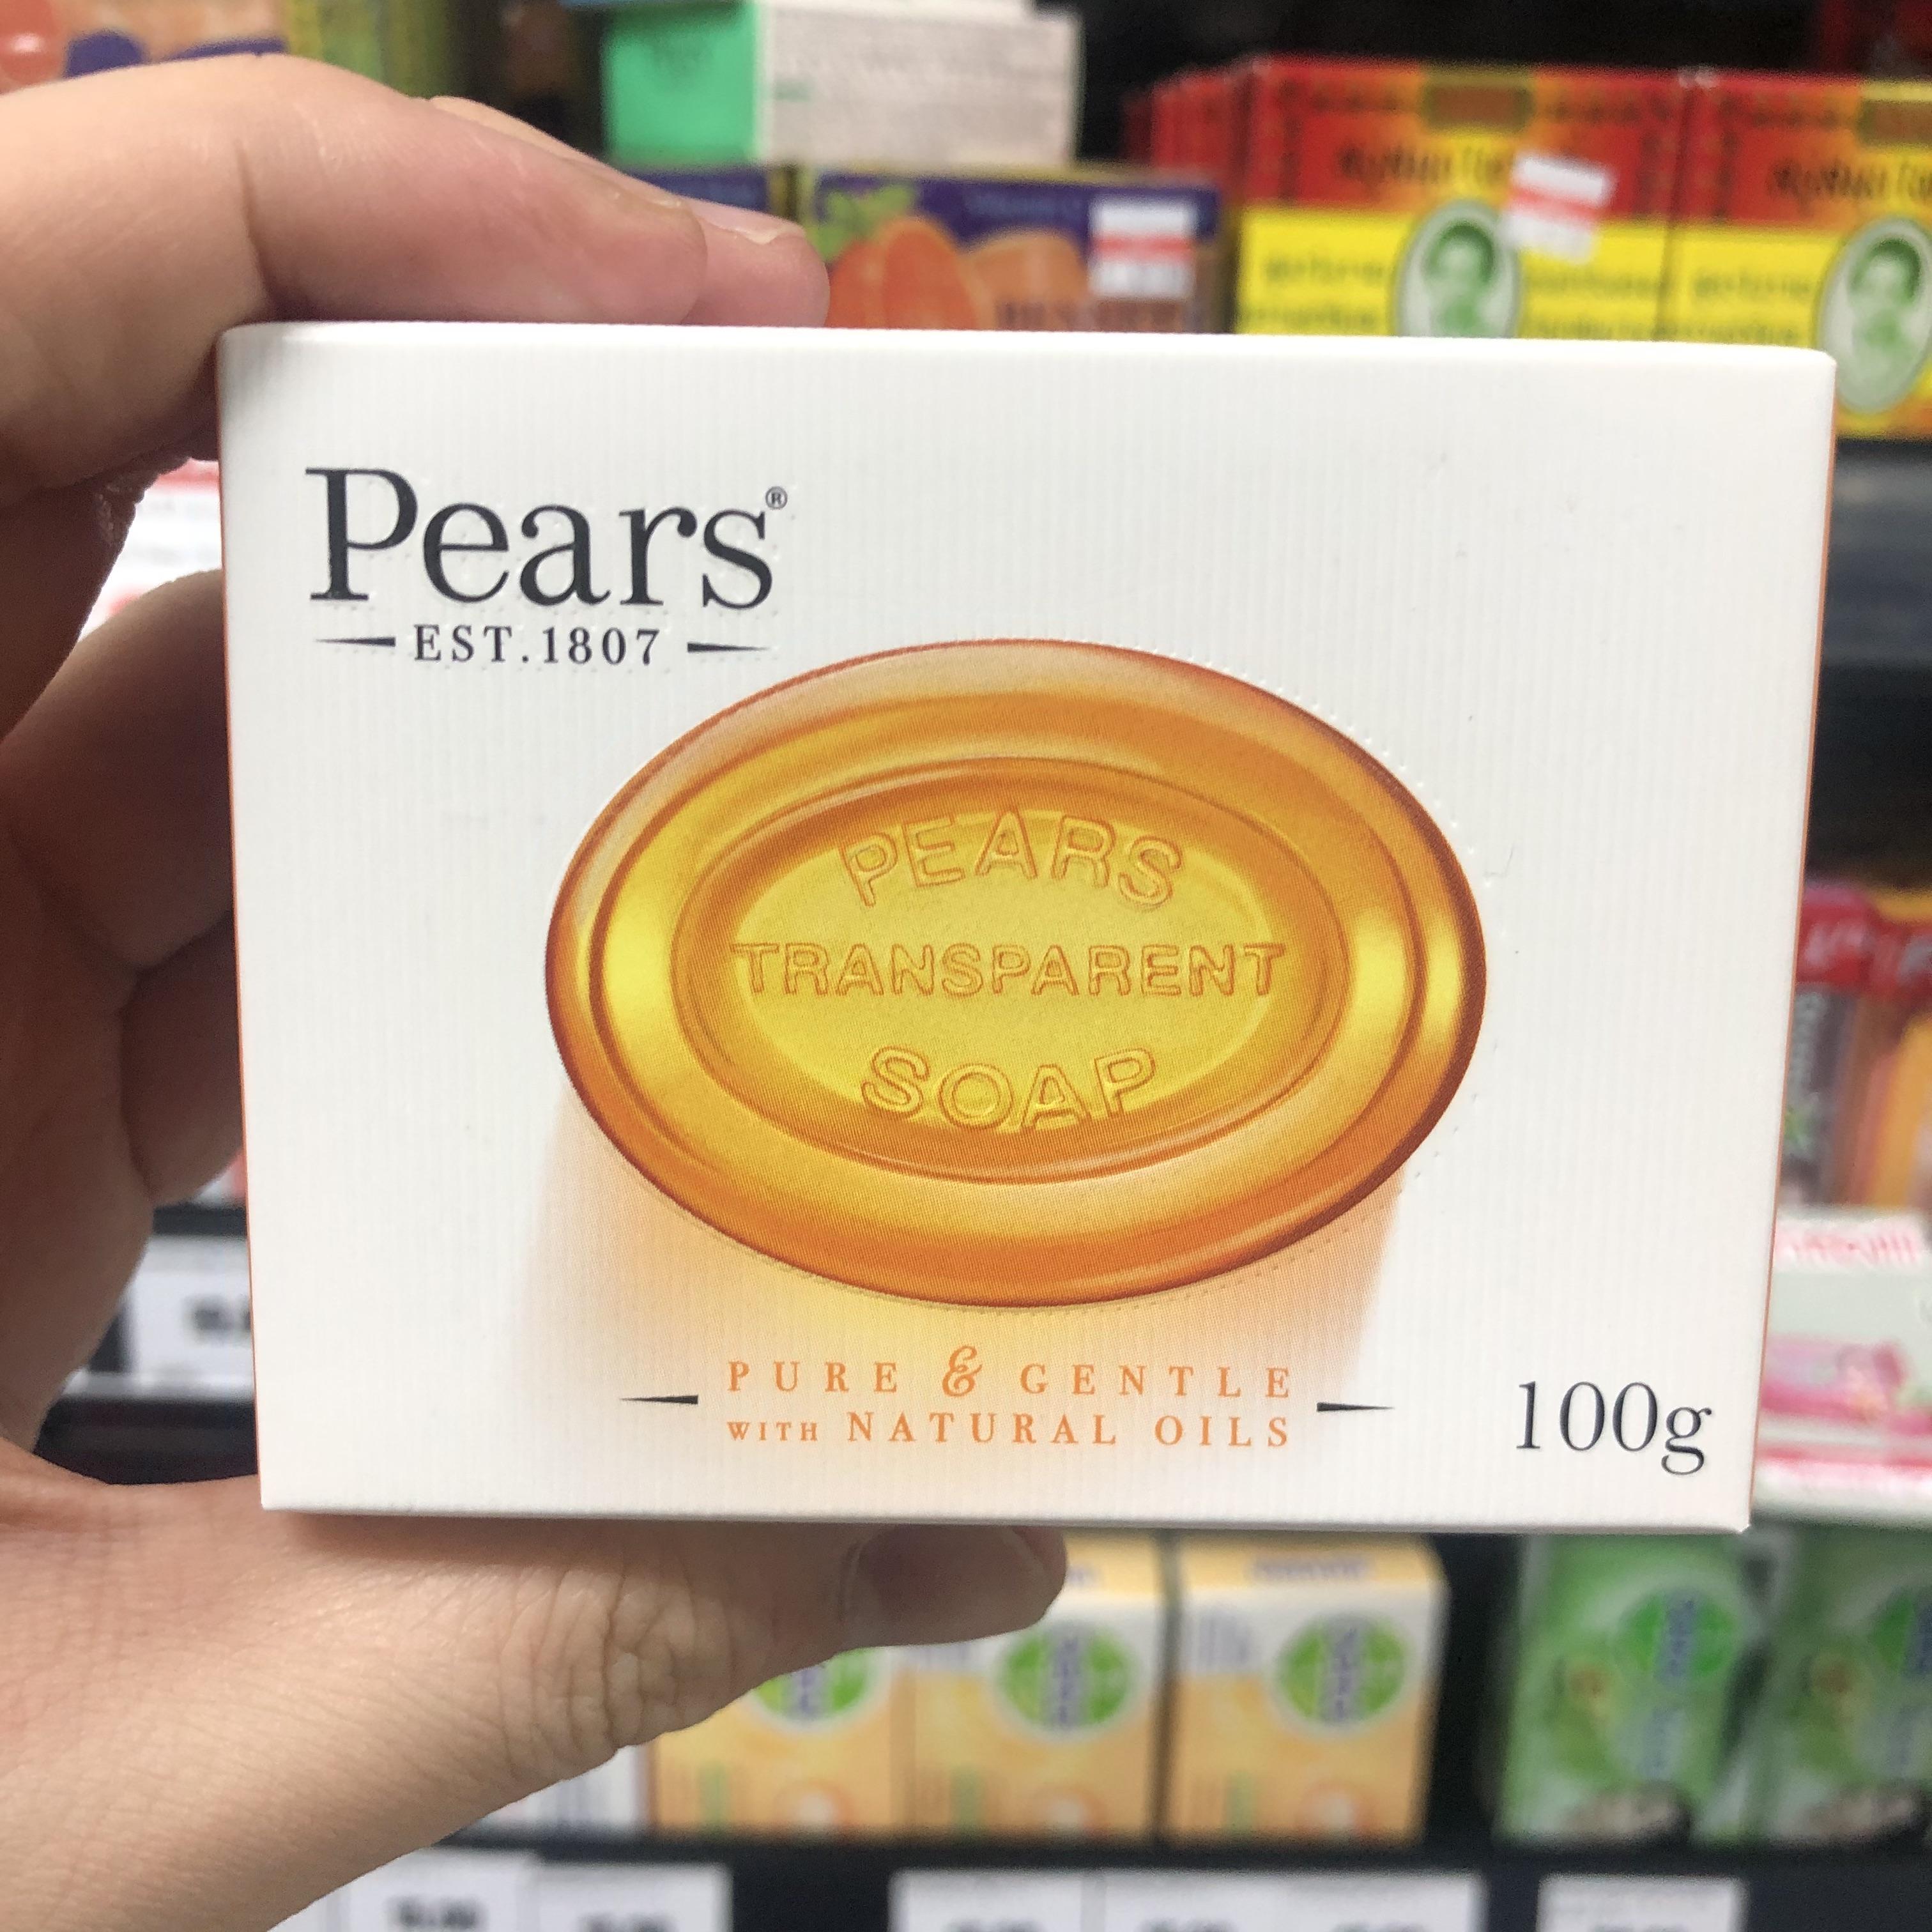 Pears®
EST.1807
PEARS
TRANSPARENT
SOAP
PURE & GENTLE
WITH NATURAL OILS
100g